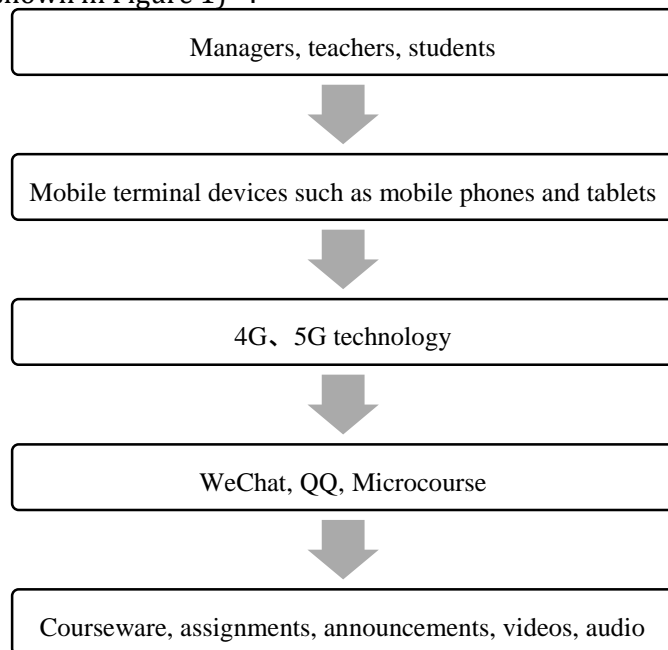 shown in Figure 1)
Managers, teachers, students
Mobile terminal devices such as mobile phones and tablets
4G、5G technology
WeChat, QQ, Microcourse
Courseware, assignments, announcements, videos, audio